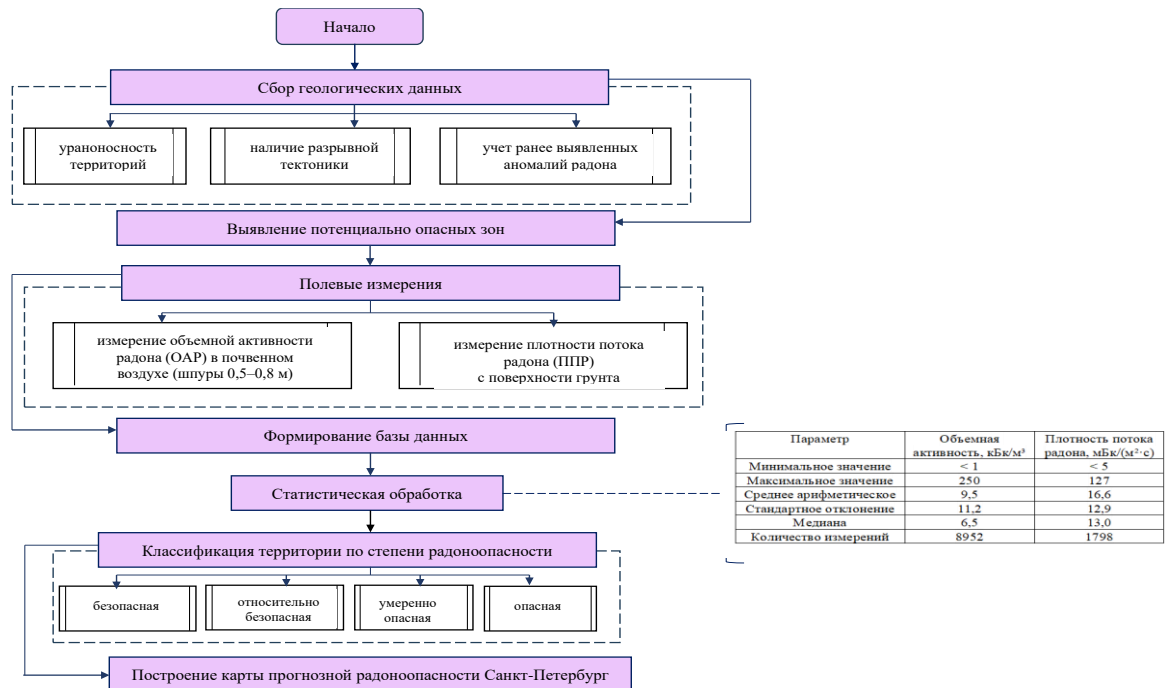 Начало
Сбор геологических данных
ураноносность
территорий
наличие разрывной
тектоники
учет ранее выявленных
аномалий радона
Выявление потенциально опасных зон
Полевые измерения
измерение объемной активности
радона (ОАР) в почвенном
воздухе (шпуры 0,5–0,8 м)
измерение плотности потока
радона (ППР)
с поверхности грунта
Формирование базы данных
Статистическая обработка
Параметр
Объемная
активность, кБк/м³
Плотность потока
радона, мБк/(м²·с)
Минимальное значение < 1 < 5
Максимальное значение 250 127
Среднее арифметическое 9,5 16,6
Стандартное отклонение 11,2 12,9
Медиана 6,5 13,0
Количество измерений 8952 1798
Классификация территории по степени радоноопасности
безопасная
относительно
безопасная
умеренно
опасная
опасная
Построение карты прогнозной радоноопасности Санкт-Петербург